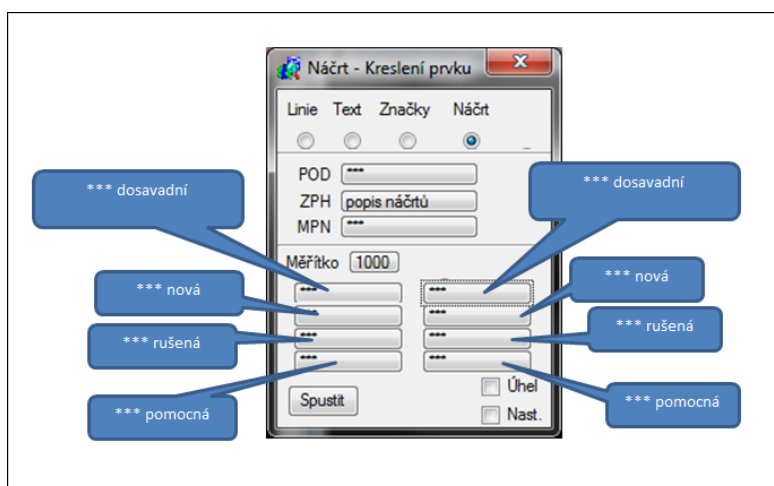 Náčrt - Kreslení prvku
Linie Text Značky Náčrt
_
POD ***
ZPH popis náčrtů
MPN ***
Měřítko 1000
*** ***
*** ***
*** ***
*** ***
Úhel
Spustit
Nast.
*** dosavadní
*** nová
*** rušená
*** pomocná
*** dosavadní
*** nová
*** rušená
*** pomocná